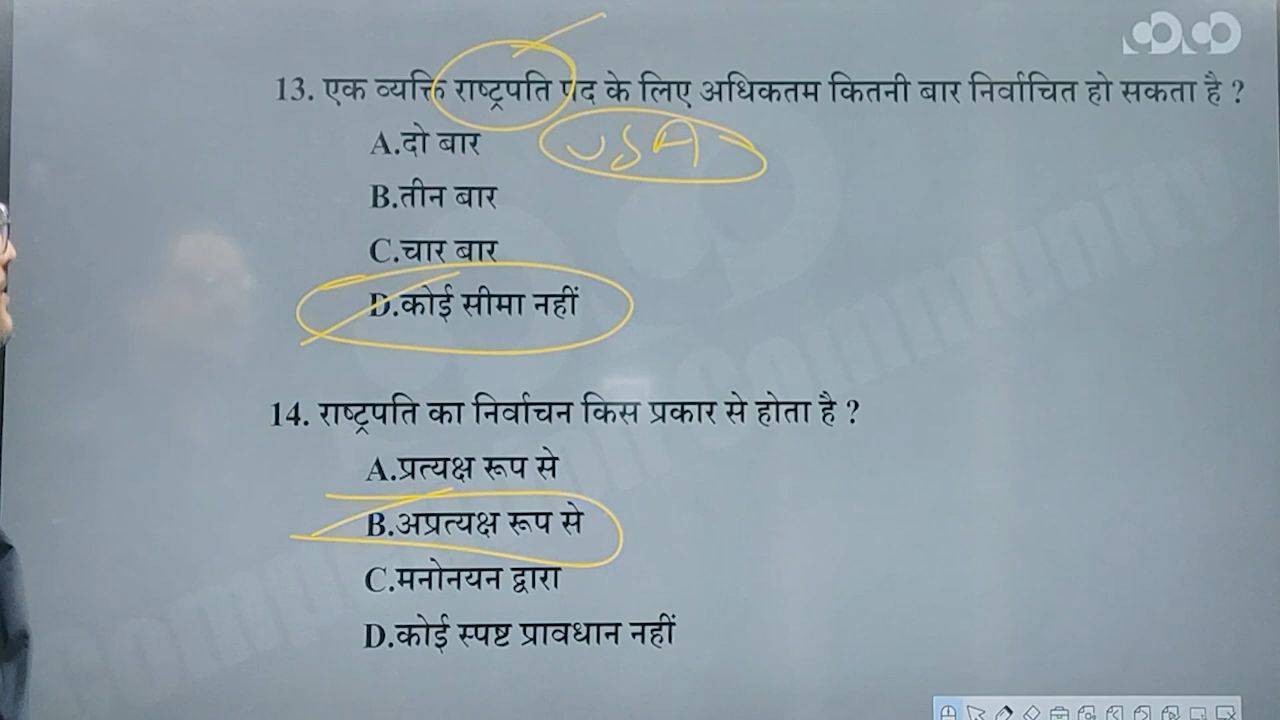 13. एक व्यक्ति राष्ट्रपति पद के लिए अधिकतम कितनी बार निर्वाचित हो सकता है ?
A.दो बार
USA
B.तीन बार
C.चार बार
D.कोई सीमा नहीं
14. राष्ट्रपति का निर्वाचन किस प्रकार से होता है ?
A.प्रत्यक्ष रूप से
B.अप्रत्यक्ष रूप से
C.मनोनयन द्वारा
D.कोई स्पष्ट प्रावधान नहीं